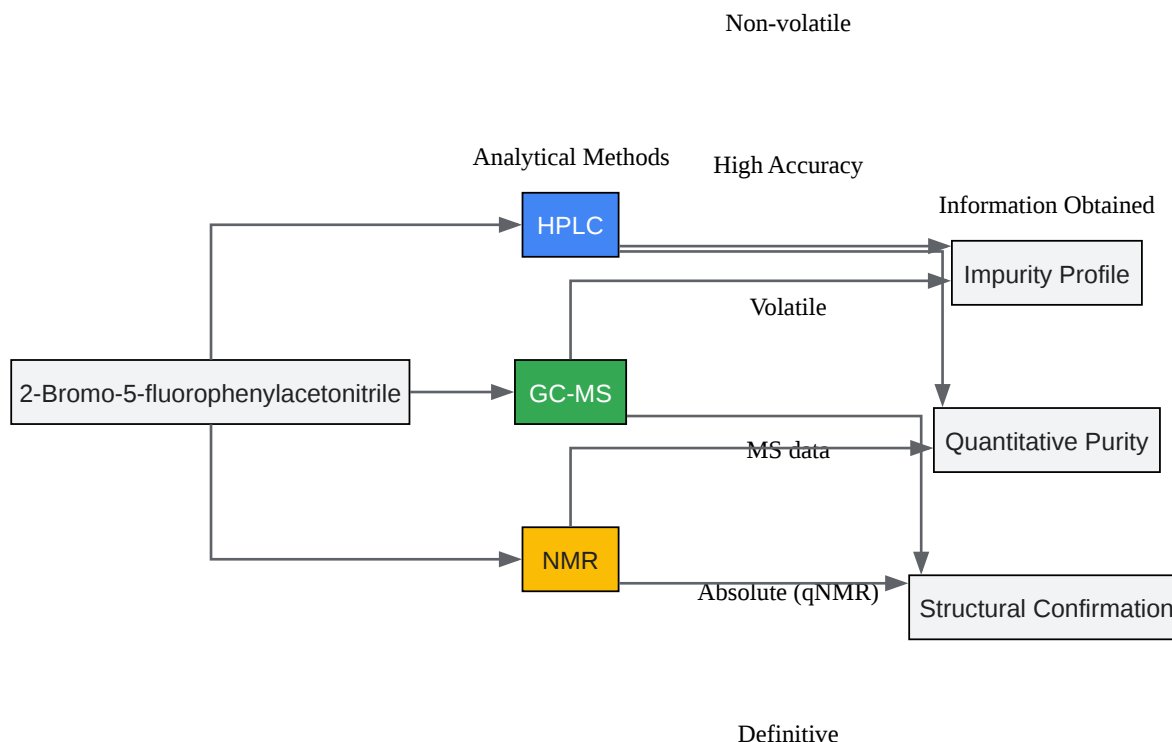 Non-volatile
Analytical Methods
High Accuracy
HPLC
Information Obtained
Impurity Profile
Volatile
2-Bromo-5-fluorophenylacetonitrile
GC-MS
Quantitative Purity
MS data
NMR
Absolute (qNMR)
Structural Confirmation
Definitive